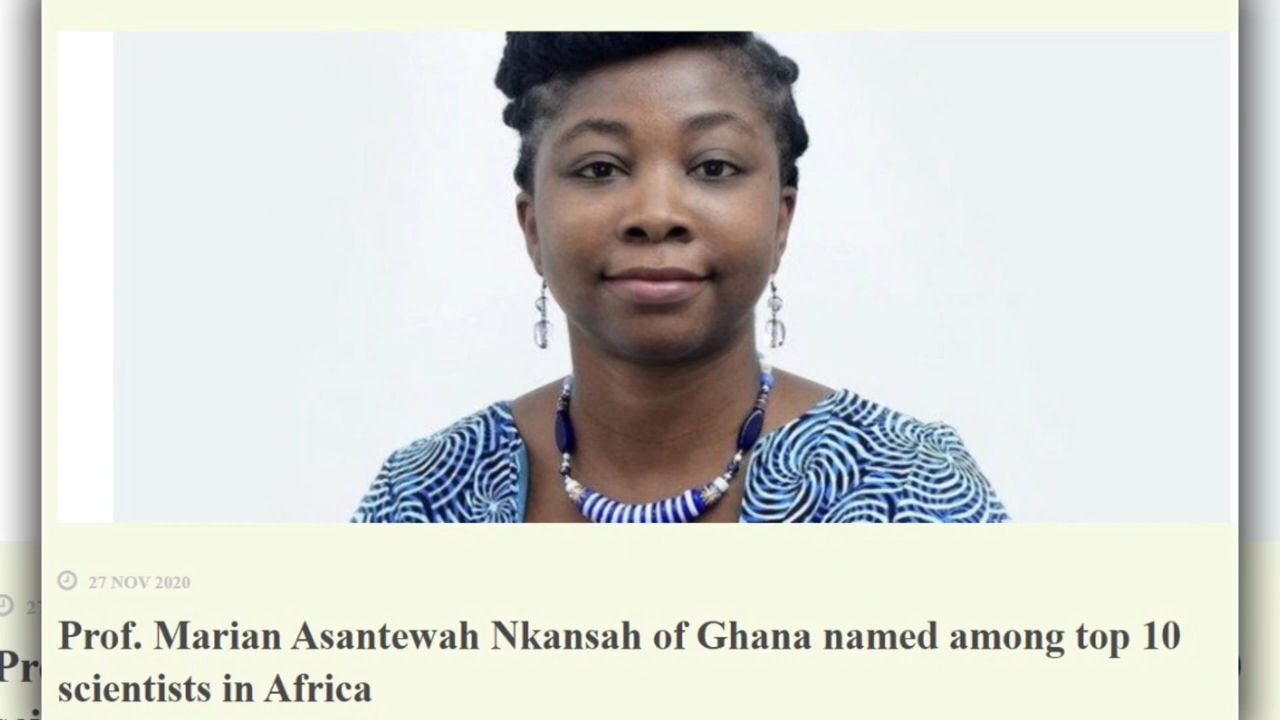 27 NOV 2020
Prof. Marian Asantewah Nkansah of Ghana named among top 10
scientists in Africa